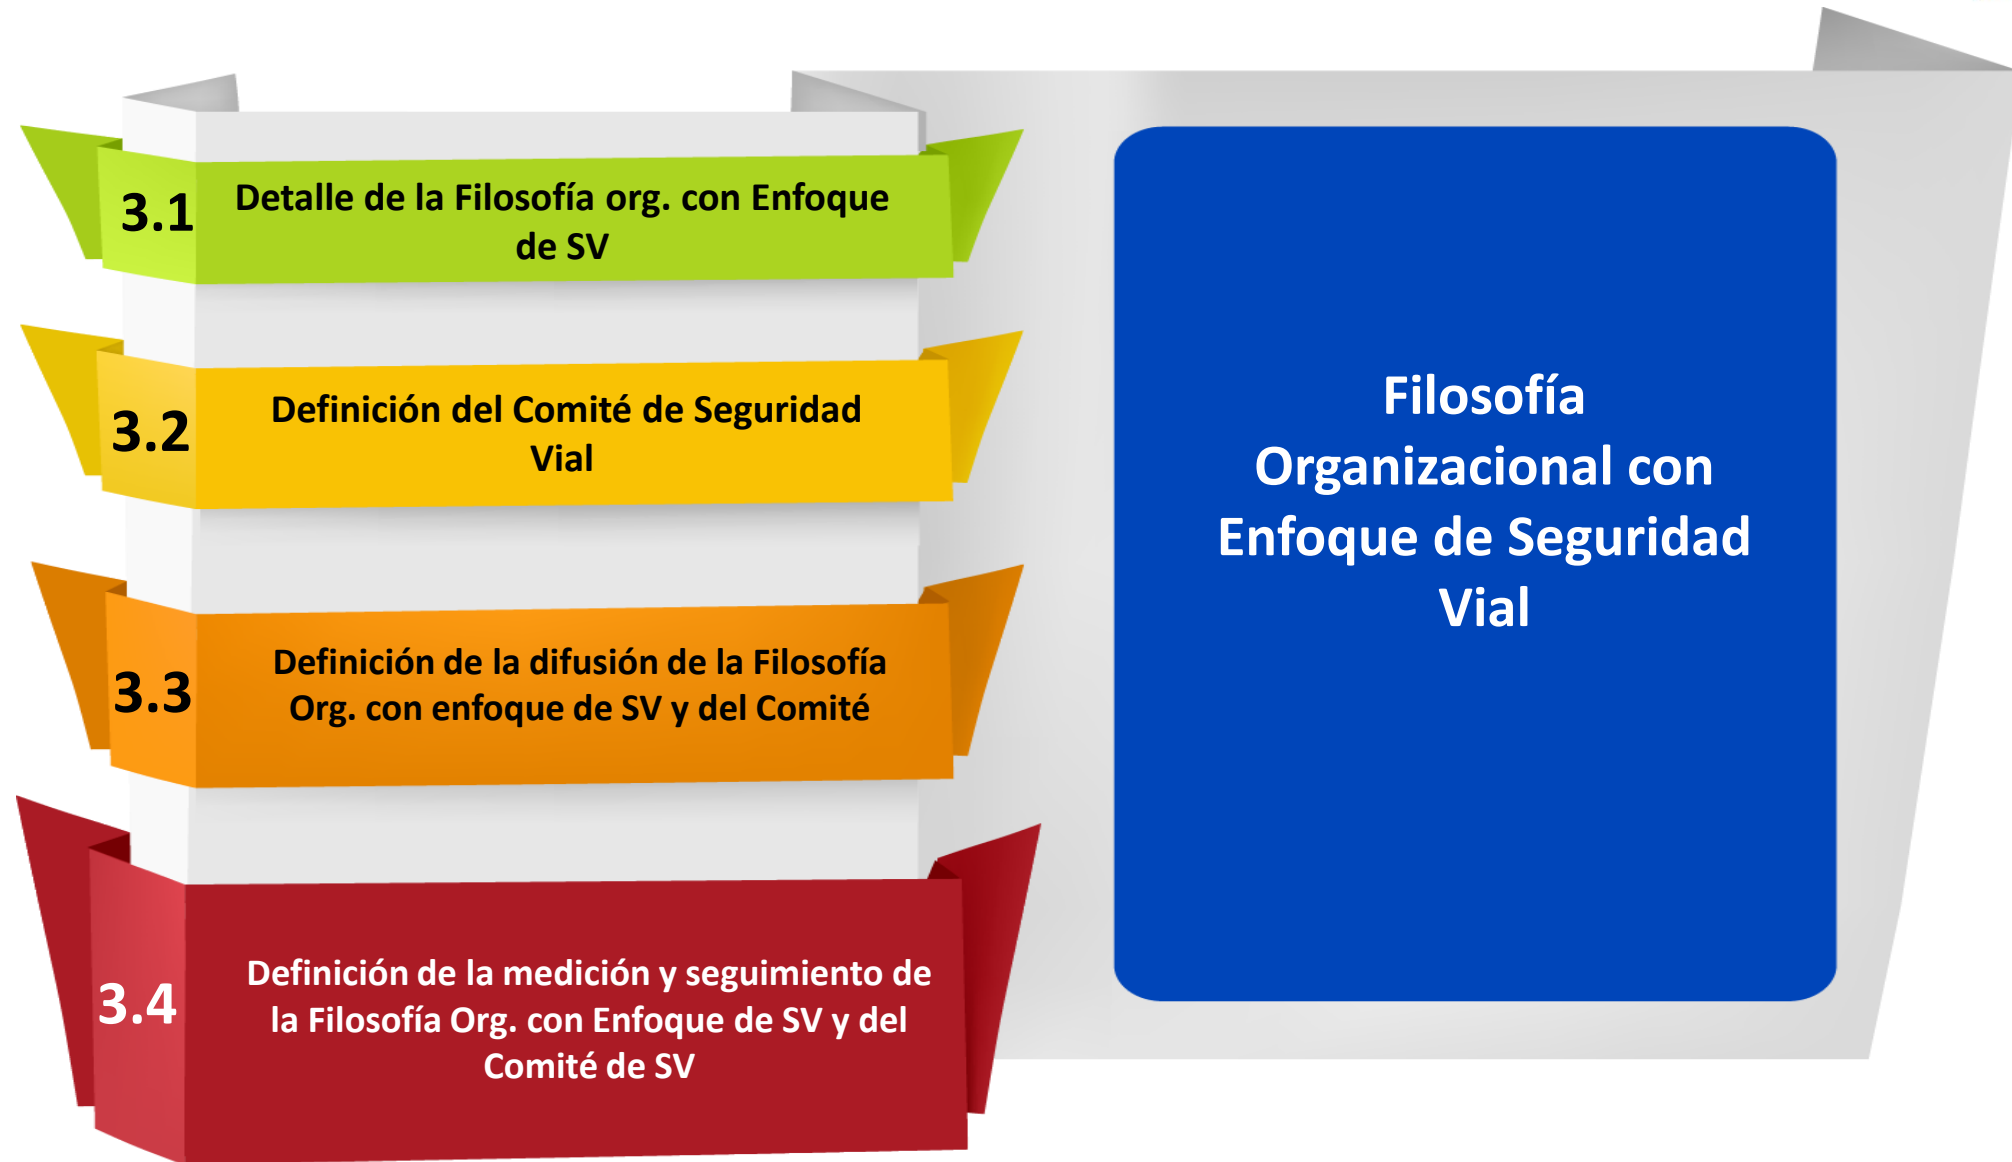 3.1
Detalle de la Filosofía org. con Enfoque
de SV
3.2
Definición del Comité de Seguridad
Vial
3.3
Definición de la difusión de la Filosofía
Org. con enfoque de SV y del Comité
3.4
Definición de la medición y seguimiento de
la Filosofía Org. con Enfoque de SV y del
Comité de SV
Filosofía
Organizacional con
Enfoque de Seguridad
Vial